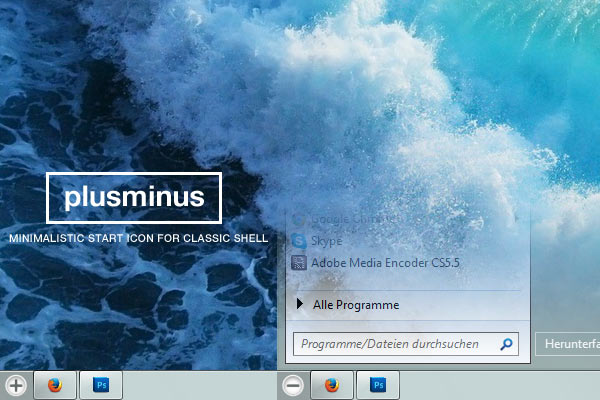 plusminus
MINIMALISTIC START ICON FOR CLASSIC SHELL
Google Chrome
Skype
Adobe Media Encoder CS5.5
Alle Programme
Programme/Dateien durchsuchen
Herunterfa
Ps
Ps